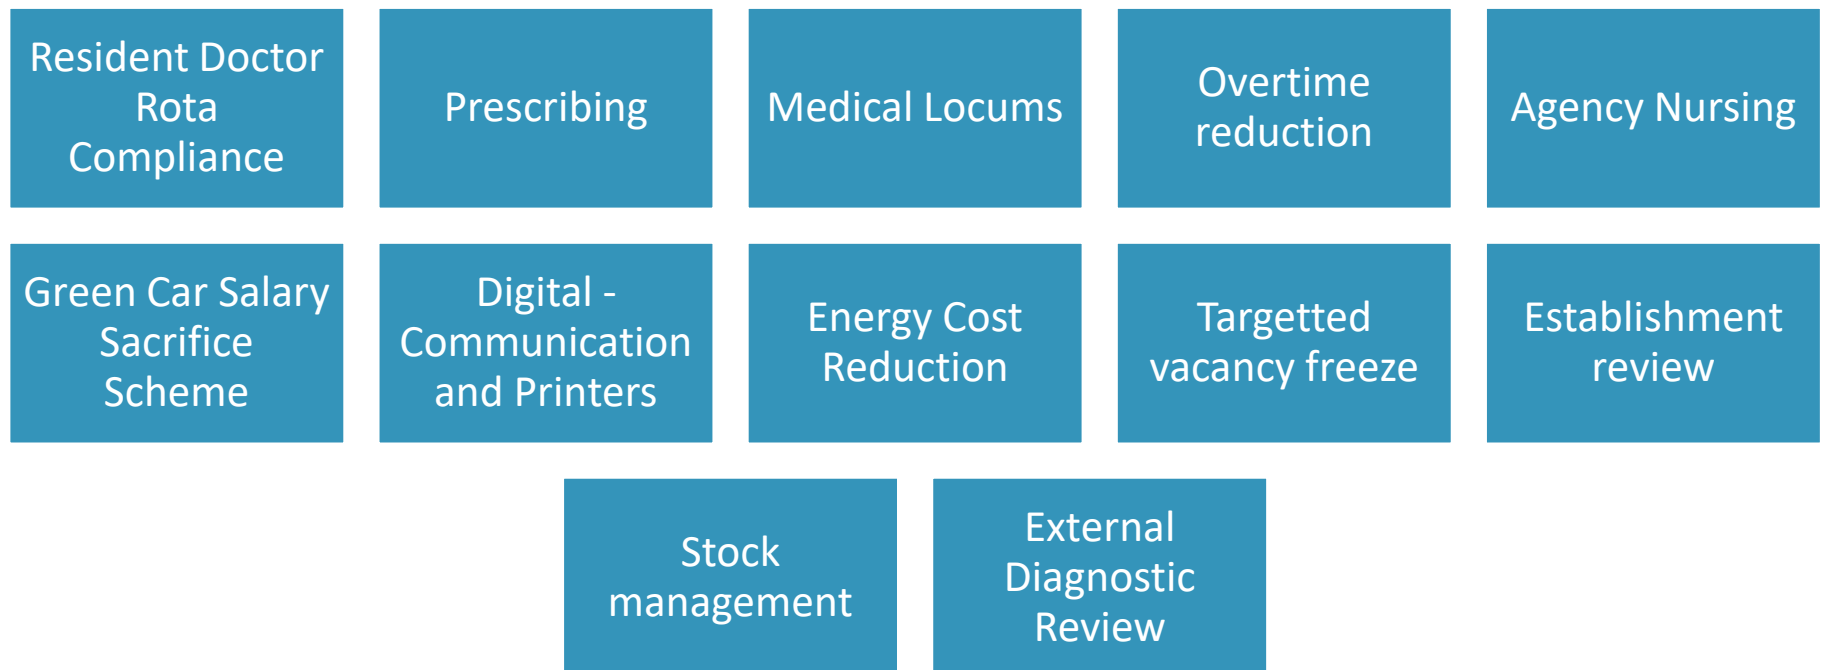 Resident Doctor
Rota
Compliance
Prescribing
Medical Locums
Overtime
reduction
Agency Nursing
Green Car Salary
Sacrifice
Scheme
Digital -
Communication
and Printers
Energy Cost
Reduction
Targetted
vacancy freeze
Establishment
review
Stock
management
External
Diagnostic
Review